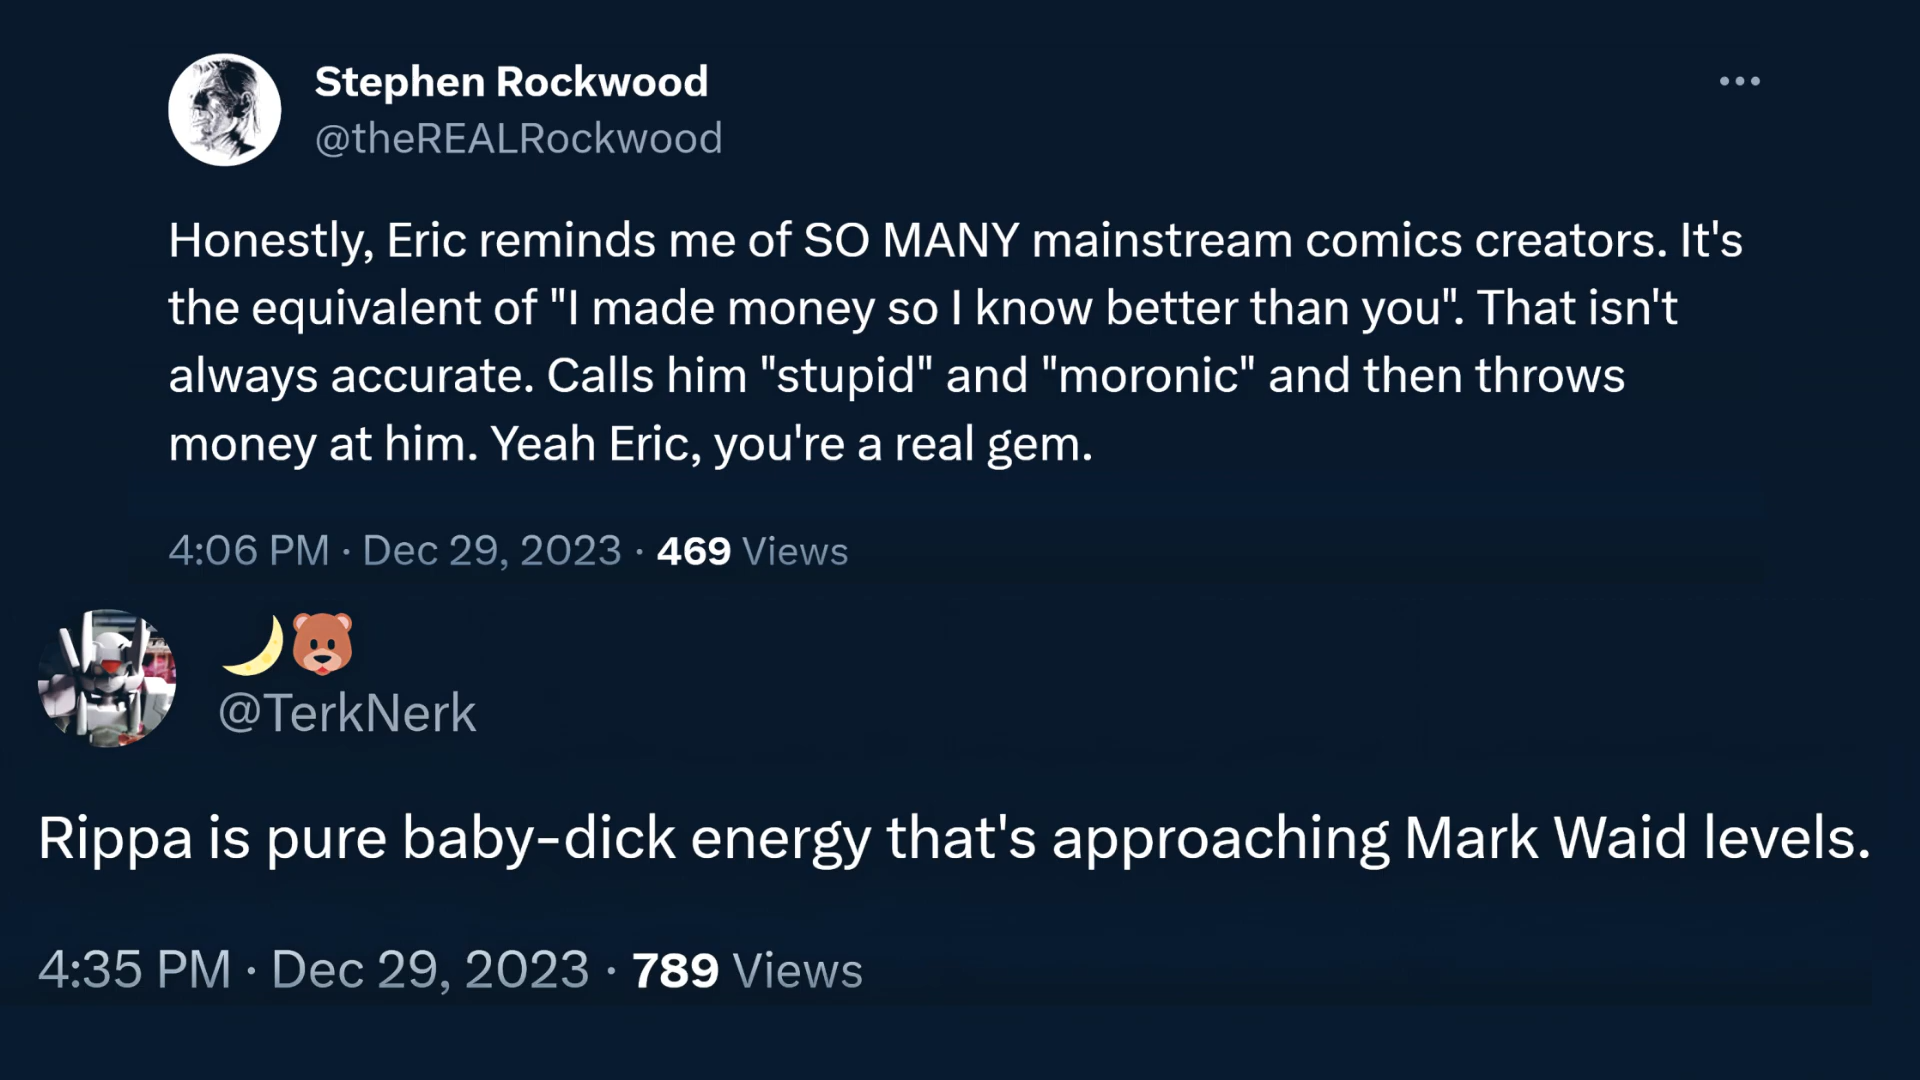 Stephen Rockwood
@theREALRockwood
Honestly, Eric reminds me of SO MANY mainstream comics creators. It's
the equivalent of "I made money so I know better than you". That isn't
always accurate. Calls him "stupid" and "moronic" and then throws
money at him. Yeah Eric, you're a real gem.
4:06 PM · Dec 29, 2023 · 469 Views
🌙🐻
@TerkNerk
Rippa is pure baby-dick energy that's approaching Mark Waid levels.
4:35 PM · Dec 29, 2023 · 789 Views